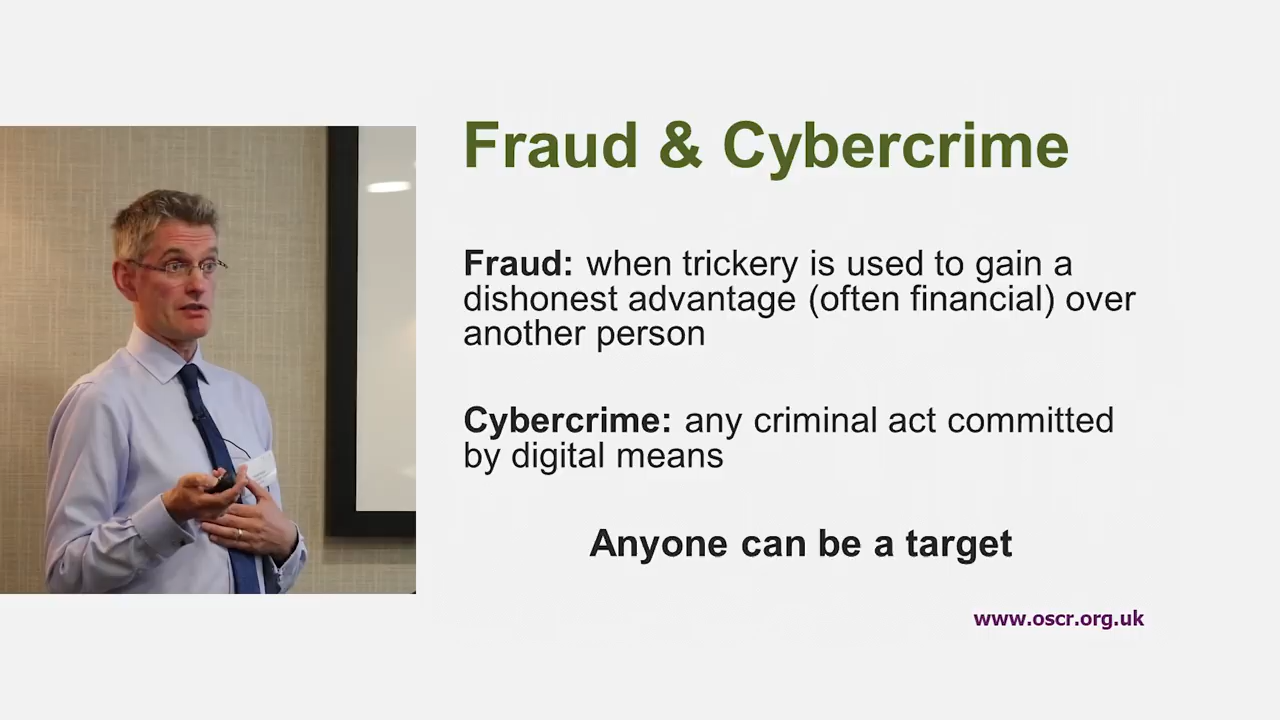 Fraud & Cybercrime
Fraud: when trickery is used to gain a
dishonest advantage (often financial) over
another person
Cybercrime: any criminal act committed
by digital means
Anyone can be a target
www.oscr.org.uk